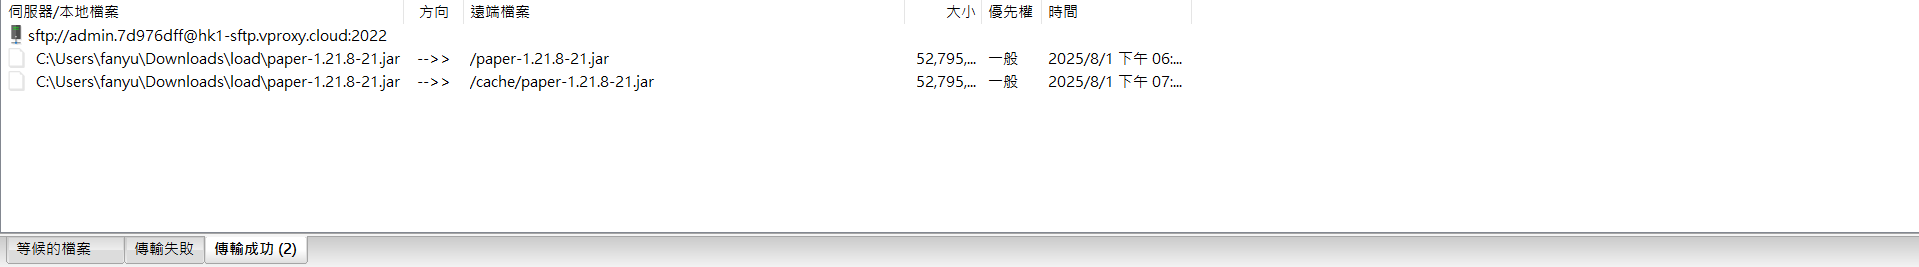 伺服器/本地檔案 方向 遠端檔案 大小 優先權 時間
sftp://admin.7d976dff@hk1-sftp.vproxy.cloud:2022
C:\Users\fanyu\Downloads\load\paper-1.21.8-21.jar -->> /paper-1.21.8-21.jar 52,795,... 一般 2025/8/1 下午 06:...
C:\Users\fanyu\Downloads\load\paper-1.21.8-21.jar -->> /cache/paper-1.21.8-21.jar 52,795,... 一般 2025/8/1 下午 07:...
等候的檔案 傳輸失敗 傳輸成功 (2)